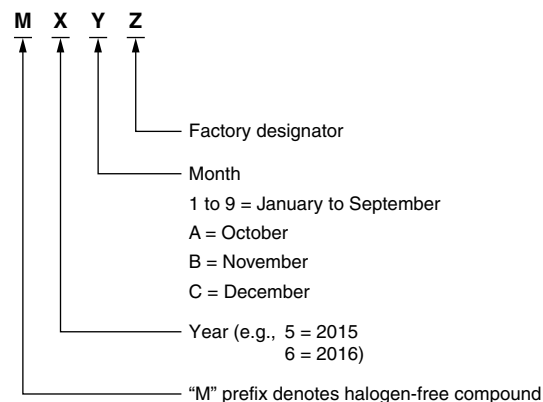 M X Y Z
Factory designator
Month
1 to 9 = January to September
A = October
B = November
C = December
Year (e.g., 5 = 2015
6 = 2016)
“M” prefix denotes halogen-free compound